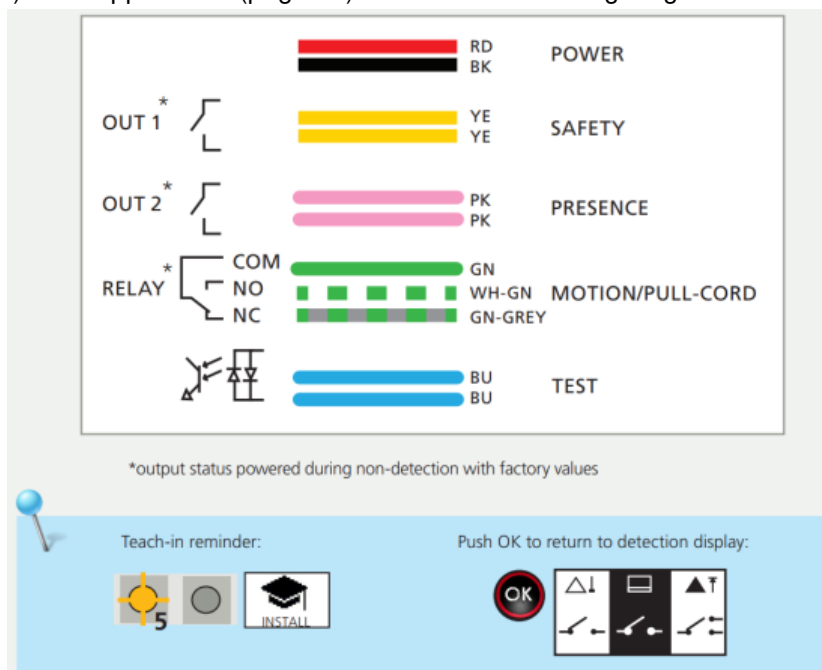 RD
BK
POWER
OUT 1 *
YE
YE
SAFETY
OUT 2 *
PK
PK
PRESENCE
RELAY *
COM
NO
NC
GN
WH-GN
GN-GREY
MOTION/PULL-CORD
BU
BU
TEST
*output status powered during non-detection with factory values
Teach-in reminder:
5
INSTALL
Push OK to return to detection display:
OK